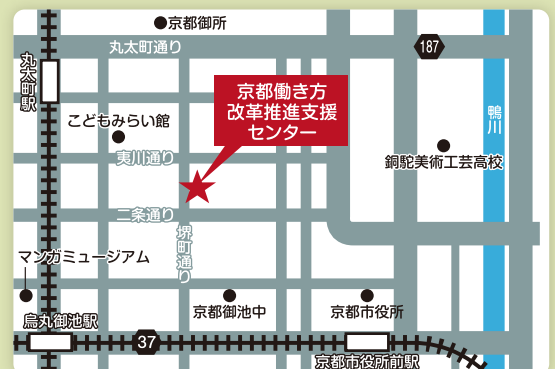 京都御所
丸太町通り
187
丸太町駅
京都働き方
改革推進支援
センター
鴨川
こどもみらい館
夷川通り
銅駝美術工芸高校
二条通り
堺町通り
マンガミュージアム
京都御池中
京都市役所
烏丸御池駅
37
京都市役所前駅